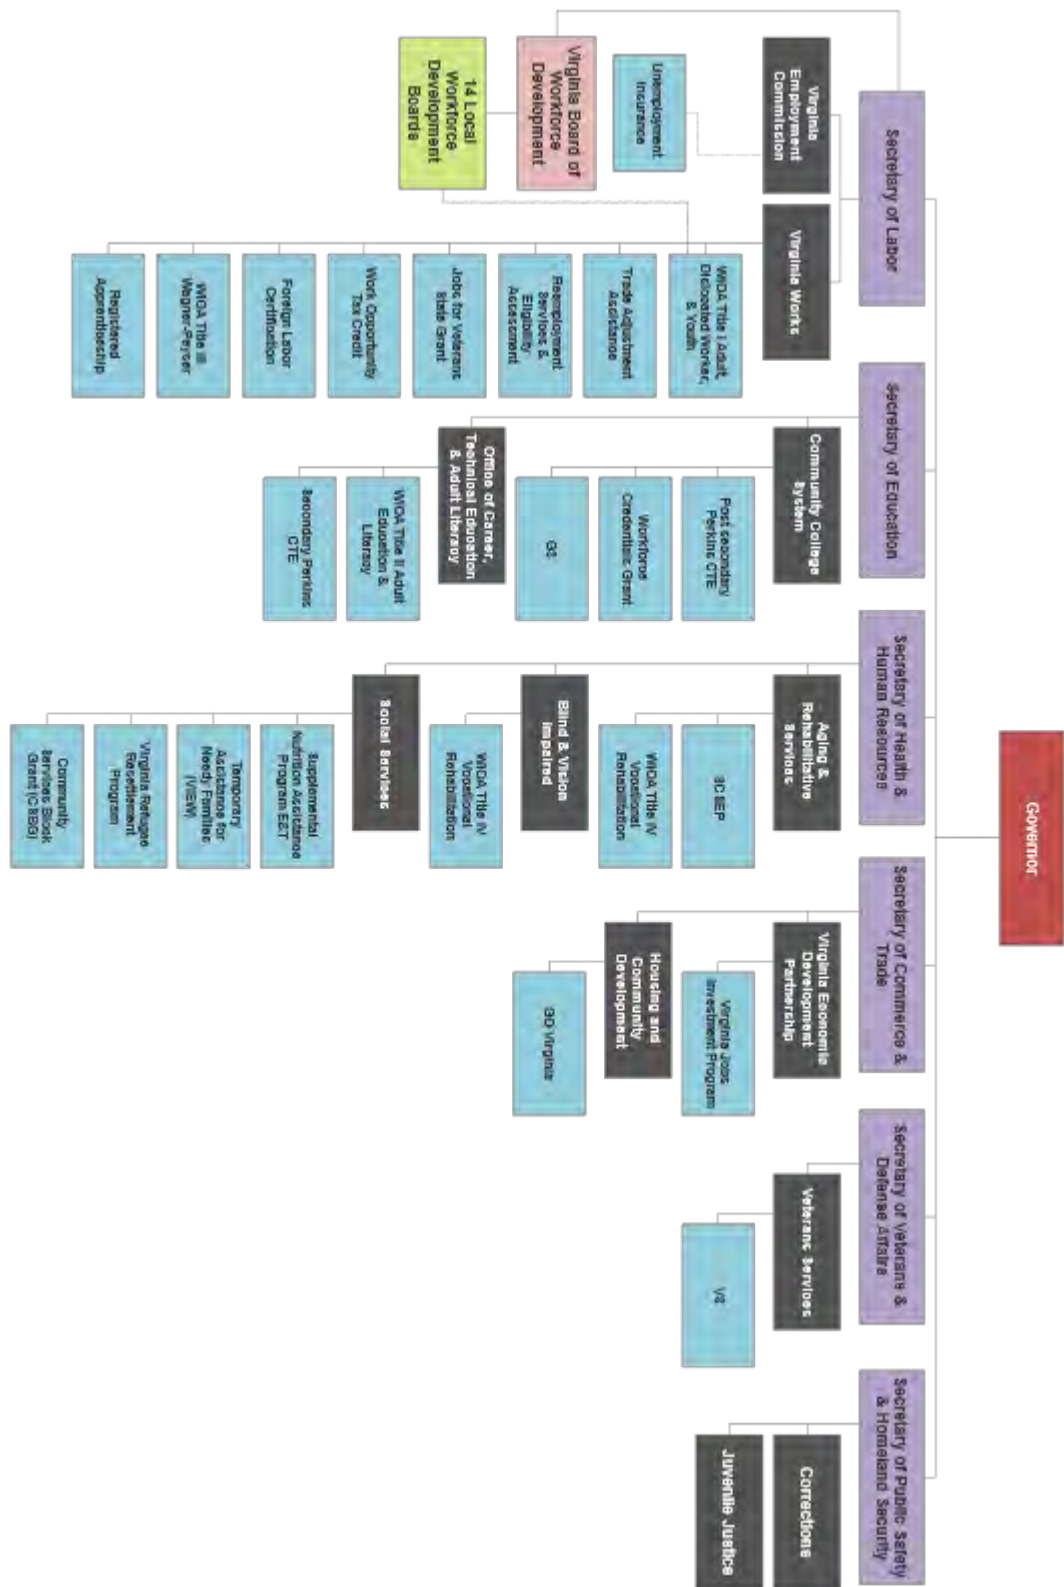 Governor
Secretary of Labor
Virginia
Employment
Commission
Unemployment
Insurance
Virginia Board of
Workforce
Development
14 Local
Workforce
Development
Boards
Virginia Works
WIOA Title I Adult,
Dislocated Worker,
& Youth
Trade Adjustment
Assistance
Reemployment
Services &
Eligibility
Assessment
Jobs for Veterans
State Grant
Work Opportunity
Tax Credit
Foreign Labor
Certification
WIOA Title III
Wagner-Peyser
Registered
Apprenticeship
Secretary of Education
Community College
System
Post secondary
Perkins CTE
Workforce
Credentials Grant
G3
Office of Career,
Technical Education
& Adult Literacy
WIOA Title II Adult
Education &
Literacy
Secondary Perkins
CTE
Secretary of Health &
Human Resources
Aging &
Rehabilitative
Services
SCSEP
WIOA Title IV
Vocational
Rehabilitation
Blind & Vision
Impaired
WIOA Title IV
Vocational
Rehabilitation
Social Services
Supplemental
Nutrition Assistance
Program E&T
Temporary
Assistance for
Needy Families
(VIEW)
Virginia Refugee
Resettlement
Program
Community
Services Block
Grant (CSBG)
Secretary of Commerce &
Trade
Virginia Economic
Development
Partnership
Virginia Jobs
Investment Program
Housing and
Community
Development
GO Virginia
Secretary of Veterans &
Defense Affairs
Veterans Services
V3
Secretary of Public Safety
& Homeland Security
Corrections
Juvenile Justice